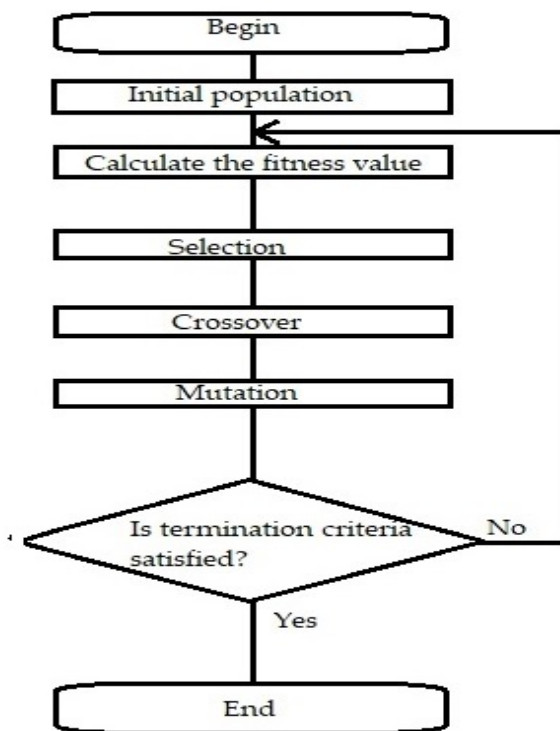 Begin
Initial population
Calculate the fitness value
Selection
Crossover
Mutation
Is termination criteria
satisfied?
No
Yes
End